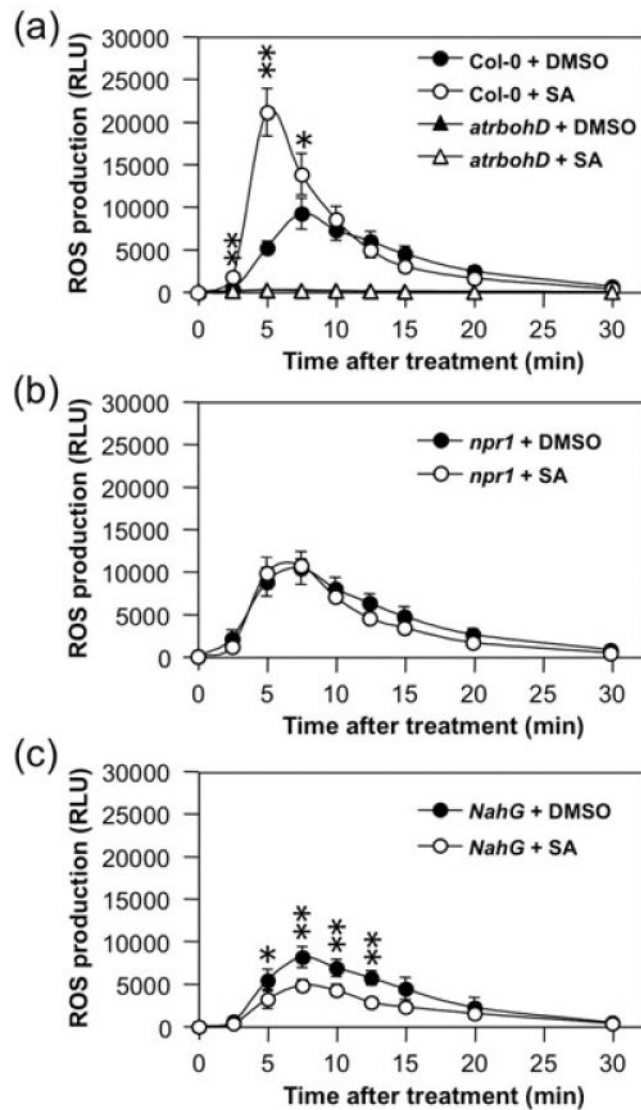 (a)
ROS production (RLU)
30000
25000
20000
15000
10000
5000
0
**
**
*
Col-0 + DMSO
Col-0 + SA
atrbohD + DMSO
atrbohD + SA
0 5 10 15 20 30
Time after treatment (min)
(b)
ROS production (RLU)
30000
25000
20000
15000
10000
5000
0
npr1 + DMSO
npr1 + SA
0 5 10 15 20 30
Time after treatment (min)
(c)
ROS production (RLU)
30000
25000
20000
15000
10000
5000
0
NahG + DMSO
NahG + SA
* ** ** **
0 5 10 15 20 30
Time after treatment (min)